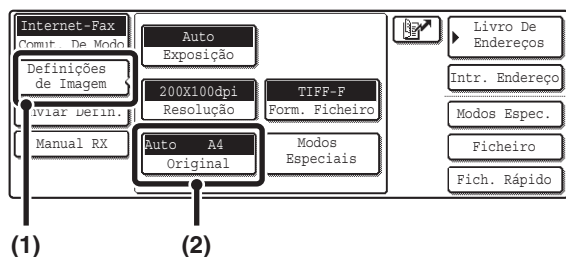 Internet-Fax
Comut. De Modo
Definições
de Imagem
Enviar Defin.
Manual RX
Auto
Exposição
200X100dpi
Resolução
TIFF-F
Form. Ficheiro
Auto A4
Original
Modos
Especiais
Livro De
Endereços
Intr. Endereço
Modos Espec.
Ficheiro
Fich. Rápido
(1)
(2)